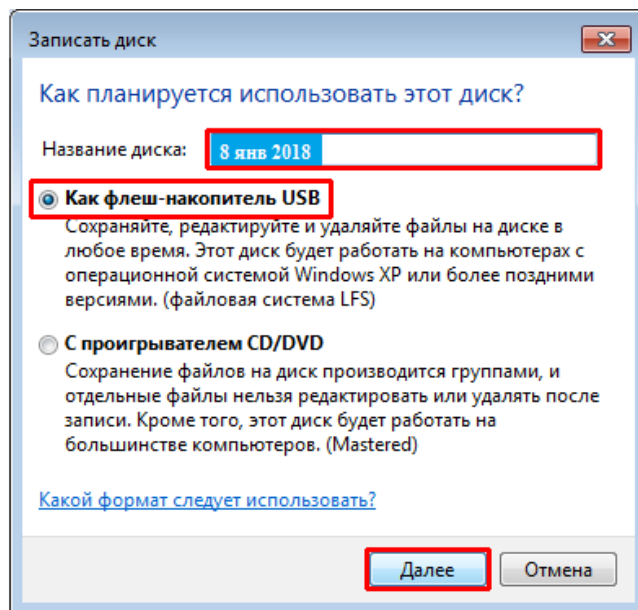 Записать диск
Как планируется использовать этот диск?
Название диска: 8 янв 2018
Как флеш-накопитель USB
Сохраняйте, редактируйте и удаляйте файлы на диске в
любое время. Этот диск будет работать на компьютерах с
операционной системой Windows XP или более поздними
версиями. (файловая система LFS)
С проигрывателем CD/DVD
Сохранение файлов на диск производится группами, и
отдельные файлы нельзя редактировать или удалять после
записи. Кроме того, этот диск будет работать на
большинстве компьютеров. (Mastered)
Какой формат следует использовать?
Далее Отмена